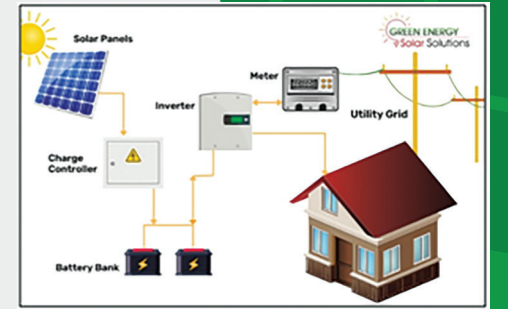 Solar Panels
GREEN ENERGY
Solar Solutions
Meter
Inverter
Utility Grid
Charge
Controller
Battery Bank